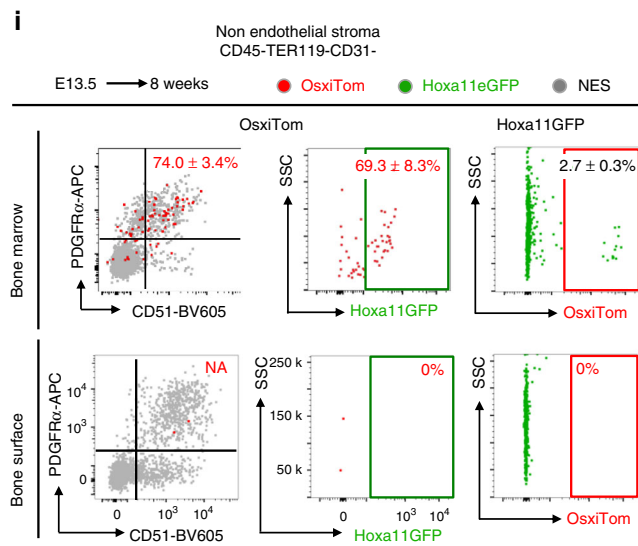 i
Non endothelial stroma
CD45-TER119-CD31-
E13.5 8 weeks OsxiTom Hoxa11eGFP NES
OsxiTom Hoxa11GFP
Bone marrow
PDGFRα-APC
74.0 ± 3.4%
CD51-BV605
SSC
69.3 ± 8.3%
Hoxa11GFP
SSC
2.7 ± 0.3%
OsxiTom
Bone surface
PDGFRα-APC
10⁴
10³
0
NA
10³ 10⁴
CD51-BV605
SSC
250 k
150 k
50 k
0%
0 10³ 10⁴
Hoxa11GFP
SSC
0%
OsxiTom